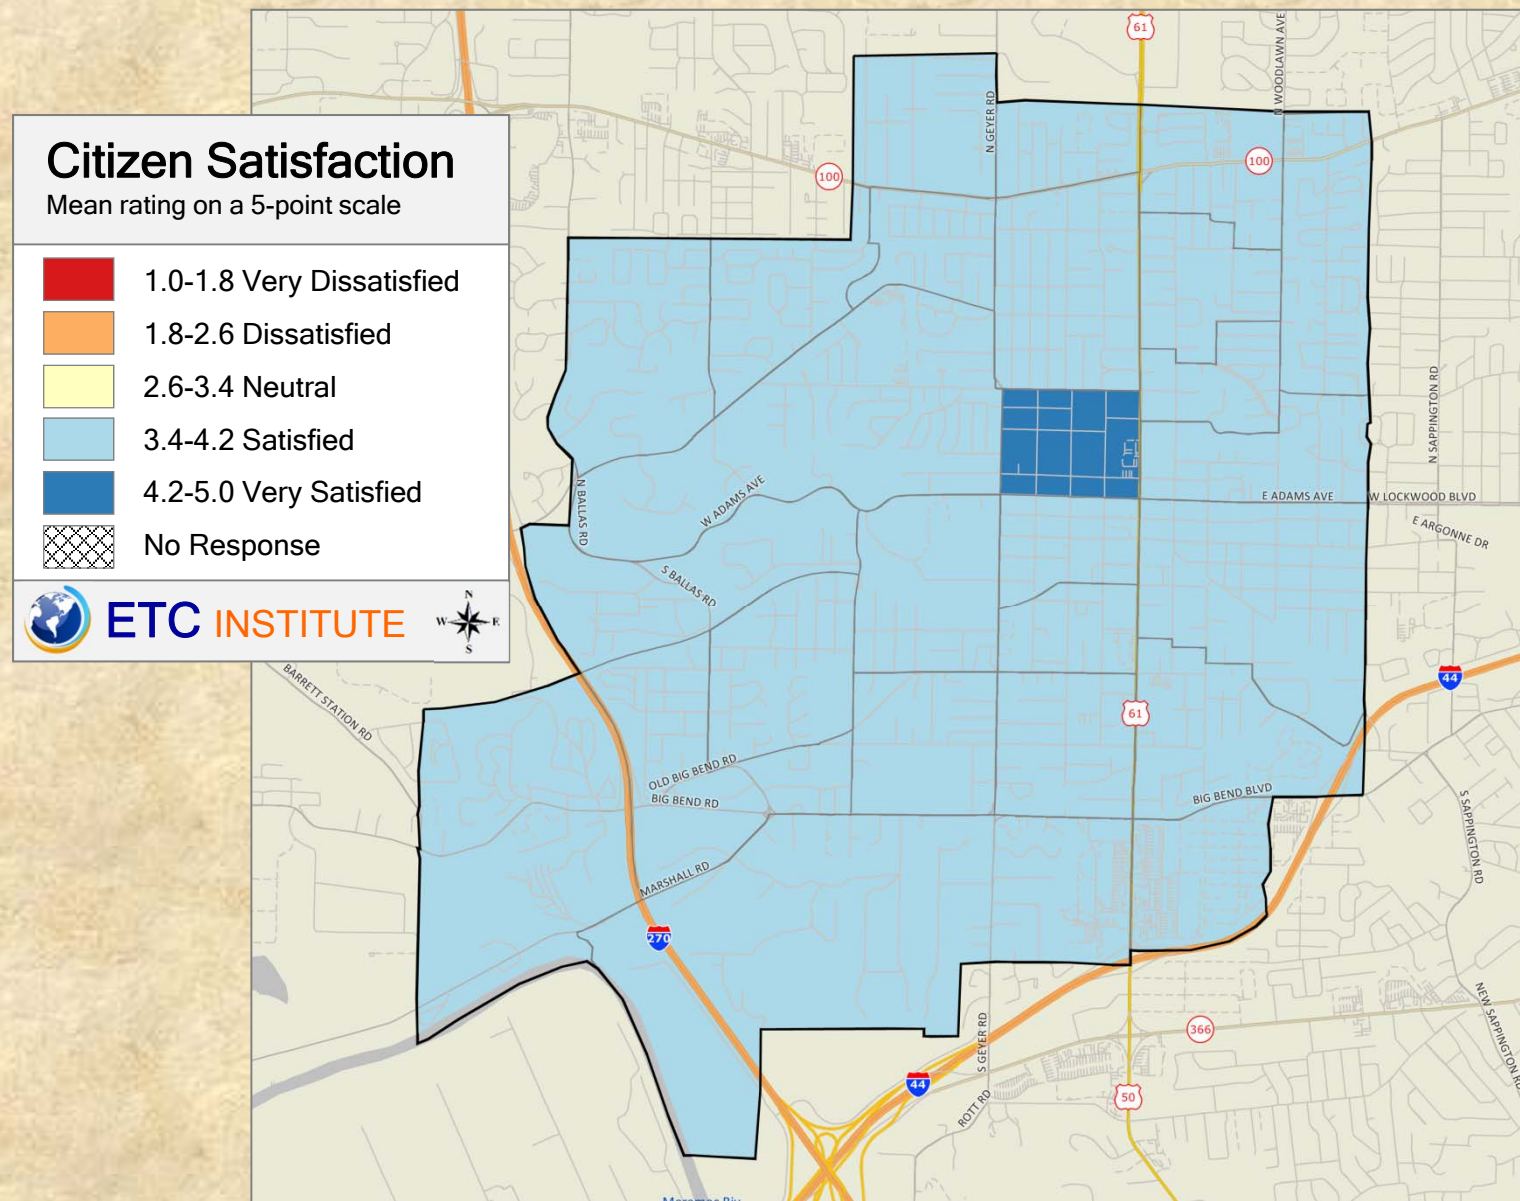 Citizen Satisfaction
Mean rating on a 5-point scale
1.0-1.8 Very Dissatisfied
1.8-2.6 Dissatisfied
2.6-3.4 Neutral
3.4-4.2 Satisfied
4.2-5.0 Very Satisfied
No Response
ETC INSTITUTE
N
W E
S
61
N WOODLAWN AVE
N GEYER RD
100
100
N SAPPINGTON RD
N BALLAS RD
W ADAMS AVE
E ADAMS AVE
W LOCKWOOD BLVD
E ARGONNE DR
S BALLAS RD
BARRETT STATION RD
44
61
OLD BIG BEND RD
BIG BEND RD
BIG BEND BLVD
S SAPPINGTON RD
MARSHALL RD
270
NEW SAPPINGTON RD
S GEYER RD
366
44
50
ROTT RD